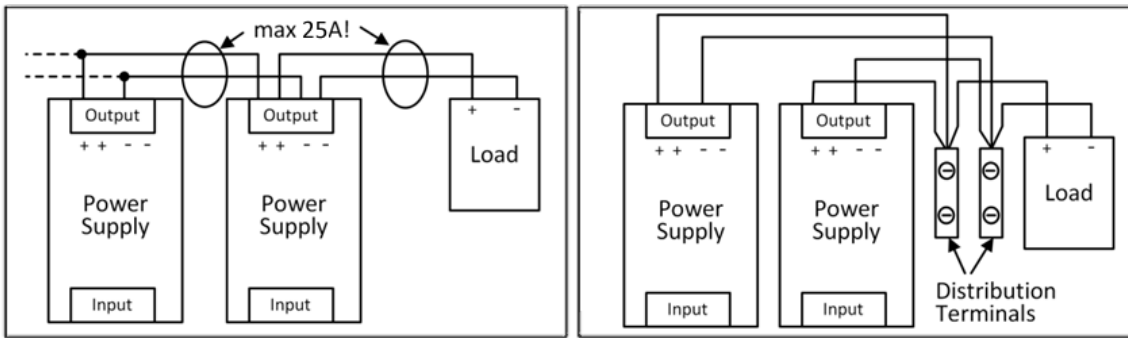 max 25A!
Output
+ + - -
Power
Supply
Input
Output
+ + - -
Power
Supply
Input
+ -
Load
Output
+ + - -
Power
Supply
Input
Output
+ + - -
Power
Supply
Input
+ -
Load
Distribution
Terminals